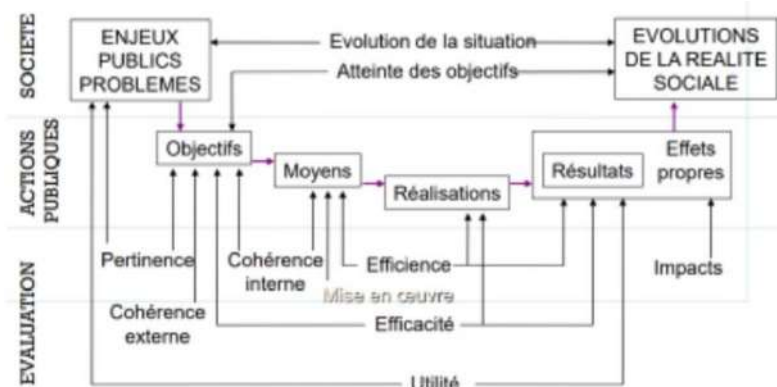 SOCIETE
ENJEUX
PUBLICS
PROBLEMES
Evolution de la situation
Atteinte des objectifs
EVOLUTIONS
DE LA REALITE
SOCIALE
ACTIONS
PUBLIQUES
Objectifs
Moyens
Réalisations
Résultats
Effets
propres
EVALUATION
Pertinence
Cohérence
externe
Cohérence
interne
Mise en œuvre
Efficience
Efficacité
Impacts
Utilité